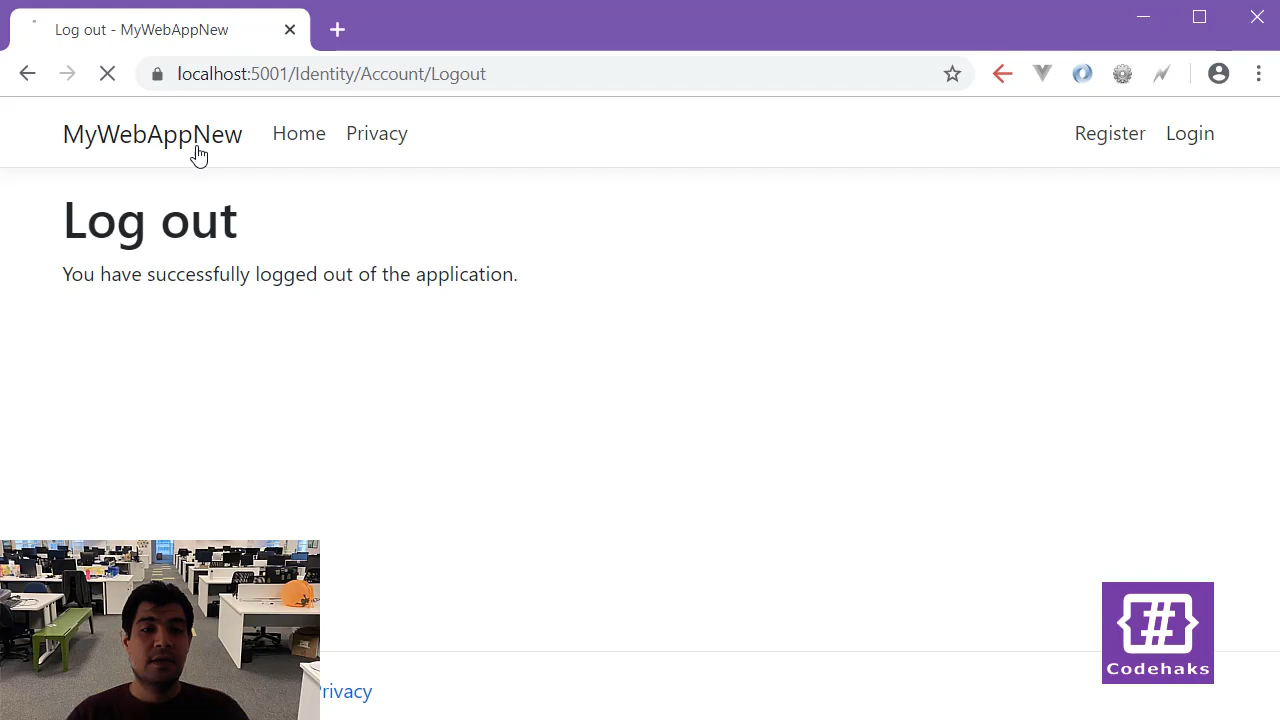 Log out - MyWebAppNew
localhost:5001/Identity/Account/Logout
MyWebAppNew Home Privacy Register Login
Log out
You have successfully logged out of the application.
#
Codehaks
rivacy